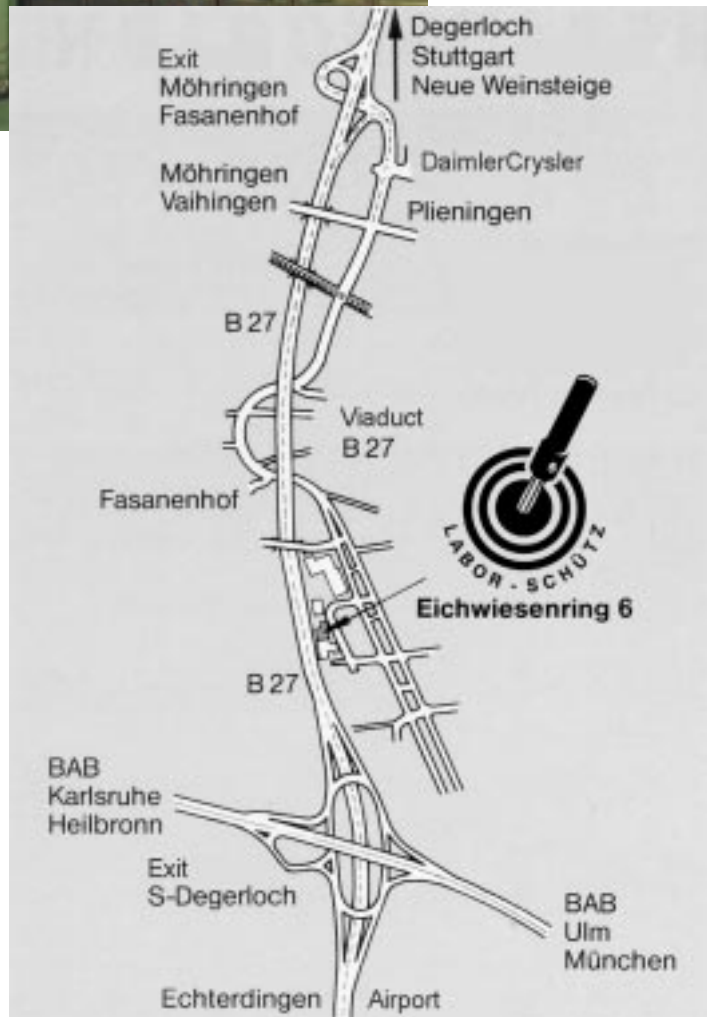 Degerloch
Stuttgart
Neue Weinsteige
Exit
Möhringen
Fasanenhof
DaimlerCrysler
Möhringen
Vaihingen
Plieningen
B 27
Viaduct
B 27
Fasanenhof
LABOR - SCHÜTZ
Eichwiesenring 6
B 27
BAB
Karlsruhe
Heilbronn
Exit
S-Degerloch
BAB
Ulm
München
Echterdingen
Airport